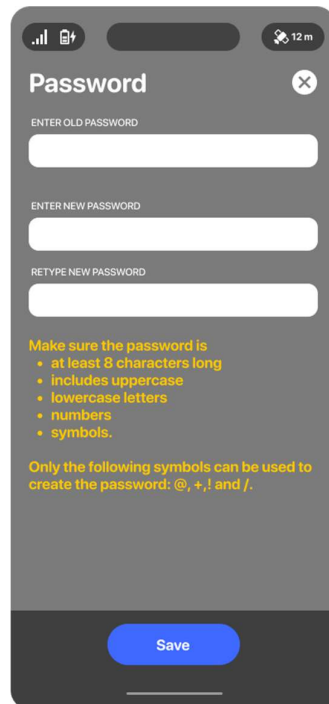 12 m
Password
ENTER OLD PASSWORD
ENTER NEW PASSWORD
RETYPE NEW PASSWORD
Make sure the password is
• at least 8 characters long
• includes uppercase
• lowercase letters
• numbers
• symbols.
Only the following symbols can be used to
create the password: @, +,! and /.
Save